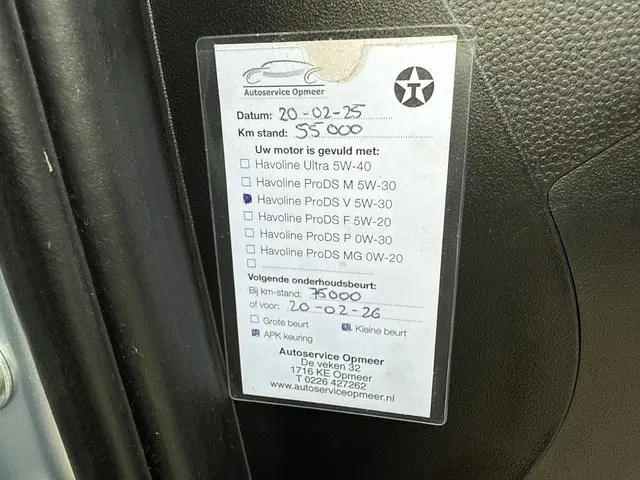 Autoservice Opmeer
T
Datum: 20-02-25
Km stand: 55000
Uw motor is gevuld met:
Havoline Ultra 5W-40
Havoline ProDS M 5W-30
Havoline ProDS V 5W-30
Havoline ProDS F 5W-20
Havoline ProDS P 0W-30
Havoline ProDS MG 0W-20
Volgende onderhoudsbeurt:
Bij km-stand: 75000
of voor: 20-02-26
Grote beurt Kleine beurt
APK keuring
Autoservice Opmeer
De veken 32
1716 KE Opmeer
T 0226 427262
www.autoserviceopmeer.nl